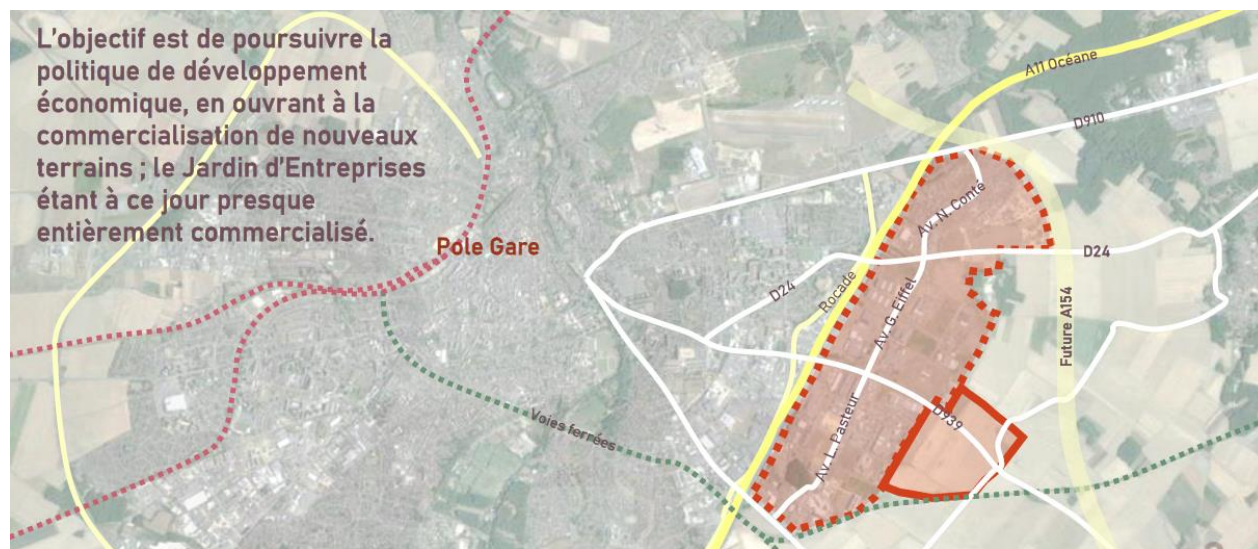 L'objectif est de poursuivre la
politique de développement
économique, en ouvrant à la
commercialisation de nouveaux
terrains ; le Jardin d'Entreprises
étant à ce jour presque
entièrement commercialisé.
Pole Gare
A11 Océane
D910
Av. N. Conté
D24
D24
Rocade
Av. G. Eiffel
Future A154
Av. L. Pasteur
D939
Voies ferrées